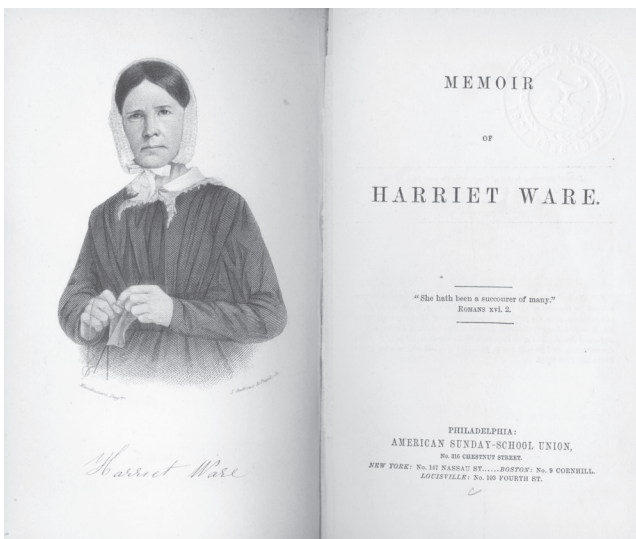 Harriet Ware
MEMOIR
OF
HARRIET WARE.
"She hath been a succourer of many."
ROMANS xvi. 2.
PHILADELPHIA:
AMERICAN SUNDAY-SCHOOL UNION,
No. 316 CHESTNUT STREET.
NEW YORK: No. 147 NASSAU ST......BOSTON: No. 9 CORNHILL.
LOUISVILLE: No. 103 FOURTH ST.